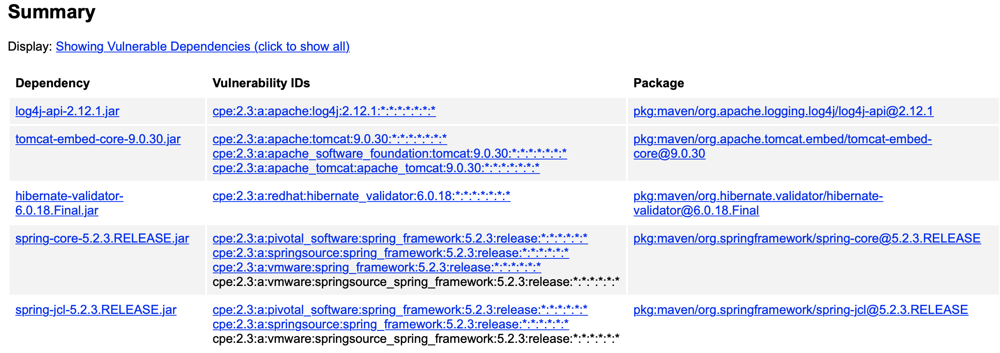 Summary
Display: Showing Vulnerable Dependencies (click to show all)
Dependency Vulnerability IDs Package
log4j-api-2.12.1.jar cpe:2.3:a:apache:log4j:2.12.1:*:*:*:*:*:*:* pkg:maven/org.apache.logging.log4j/log4j-api@2.12.1
tomcat-embed-core-9.0.30.jar cpe:2.3:a:apache:tomcat:9.0.30:*:*:*:*:*:*:* pkg:maven/org.apache.tomcat.embed/tomcat-embed-
cpe:2.3:a:apache_software_foundation:tomcat:9.0.30:*:*:*:*:*:*:* core@9.0.30
cpe:2.3:a:apache_tomcat:apache_tomcat:9.0.30:*:*:*:*:*:*:*
hibernate-validator- cpe:2.3:a:redhat:hibernate_validator:6.0.18:*:*:*:*:*:*:* pkg:maven/org.hibernate.validator/hibernate-
6.0.18.Final.jar validator@6.0.18.Final
spring-core-5.2.3.RELEASE.jar cpe:2.3:a:pivotal_software:spring_framework:5.2.3:release:*:*:*:*:*:* pkg:maven/org.springframework/spring-core@5.2.3.RELEASE
cpe:2.3:a:springsource:spring_framework:5.2.3:release:*:*:*:*:*:*
cpe:2.3:a:vmware:spring_framework:5.2.3:release:*:*:*:*:*:*
cpe:2.3:a:vmware:springsource_spring_framework:5.2.3:release:*:*:*:*:*:*
spring-jcl-5.2.3.RELEASE.jar cpe:2.3:a:pivotal_software:spring_framework:5.2.3:release:*:*:*:*:*:* pkg:maven/org.springframework/spring-jcl@5.2.3.RELEASE
cpe:2.3:a:springsource:spring_framework:5.2.3:release:*:*:*:*:*:*
cpe:2.3:a:vmware:springsource_spring_framework:5.2.3:release:*:*:*:*:*:*